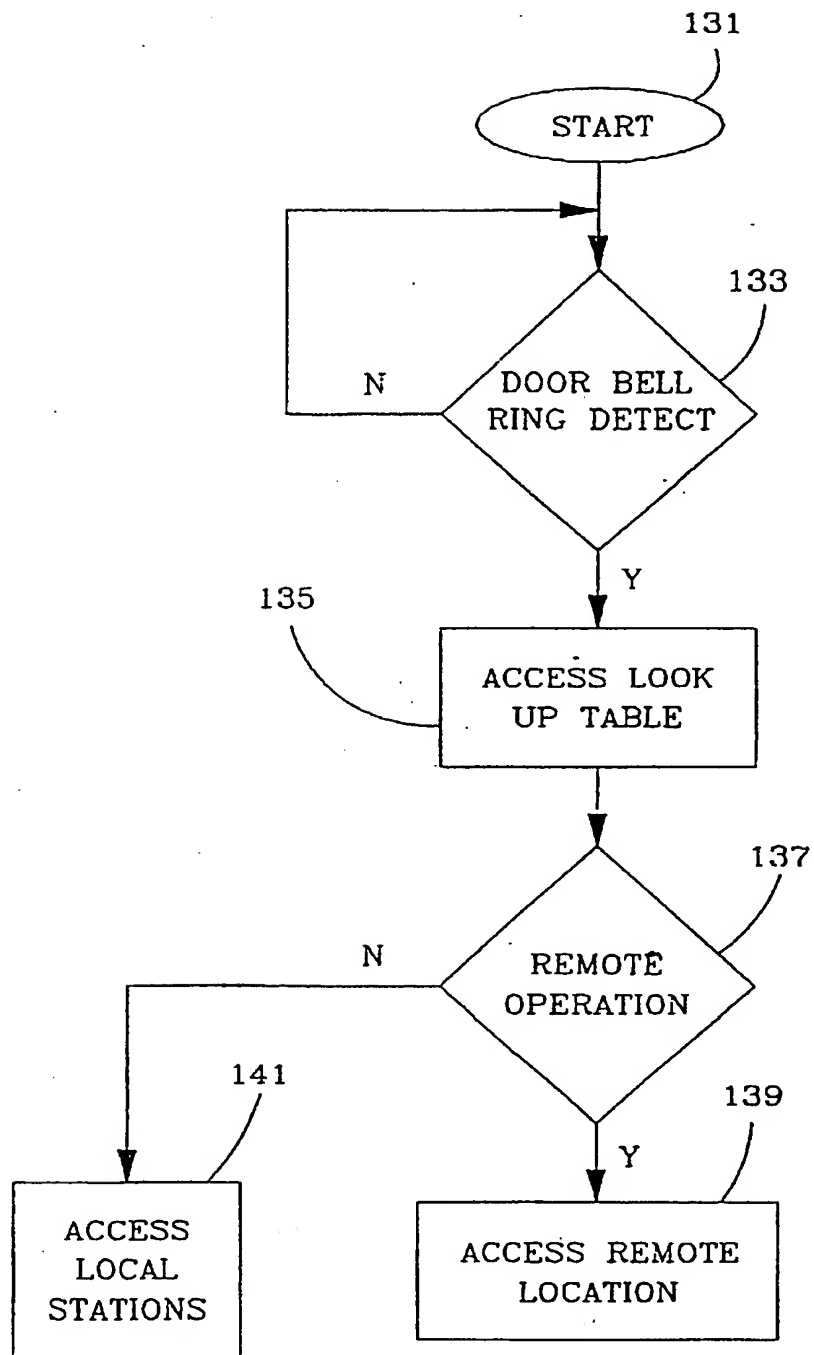 131
START
133
N
DOOR BELL
RING DETECT
Y
135
ACCESS LOOK
UP TABLE
137
N
REMOTE
OPERATION
141
139
Y
ACCESS
LOCAL
STATIONS
ACCESS REMOTE
LOCATION